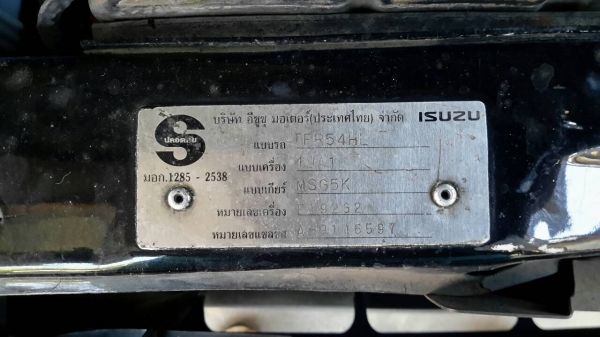 บริษัท อีซูซุ มอเตอร์(ประเทศไทย) จำกัด ISUZU
ปลอดภัย
มอก.1285 - 2538
แบบรถ TFR54HL
แบบเครื่อง
แบบเกียร์ MSG5K
หมายเลขเครื่อง
หมายเลขแชสซีส